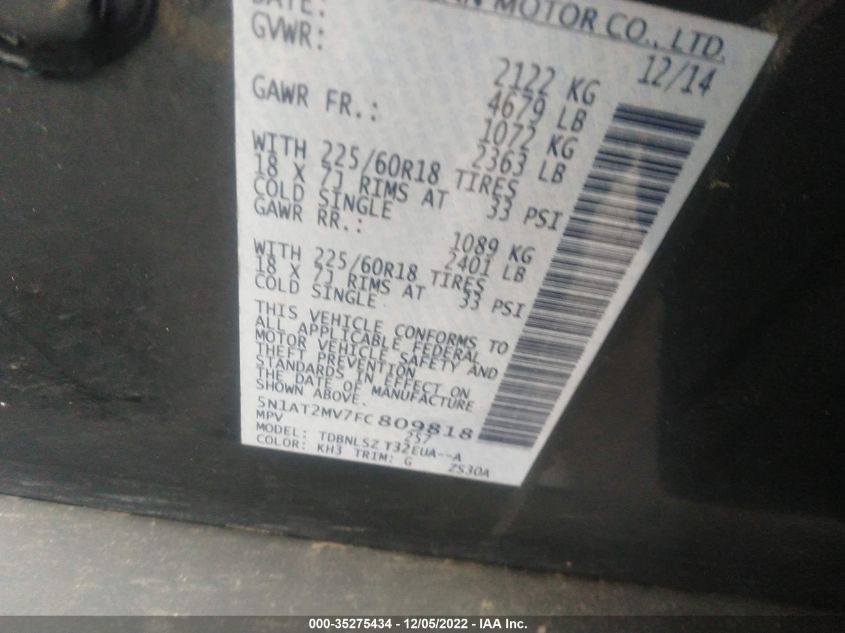 DATE: MOTOR CO., LTD.
GVWR: 12/14
2122 KG
4679 LB
GAWR FR.: 1072 KG
2363 LB
WITH 225/60R18 TIRES
18 X 7J RIMS AT 33 PSI
COLD SINGLE
GAWR RR.: 1089 KG
2401 LB
WITH 225/60R18 TIRES
18 X 7J RIMS AT 33 PSI
COLD SINGLE
THIS VEHICLE CONFORMS TO
ALL APPLICABLE FEDERAL
MOTOR VEHICLE SAFETY AND
THEFT PREVENTION
STANDARDS IN EFFECT ON
THE DATE OF MANUFACTURE
SHOWN ABOVE.
5N1AT2MV7FC809818
MPV 257
MODEL: TDBNLSZ T32EUA--A
COLOR: KH3 TRIM: G ZS30A
000-35275434 - 12/05/2022 - IAA Inc.